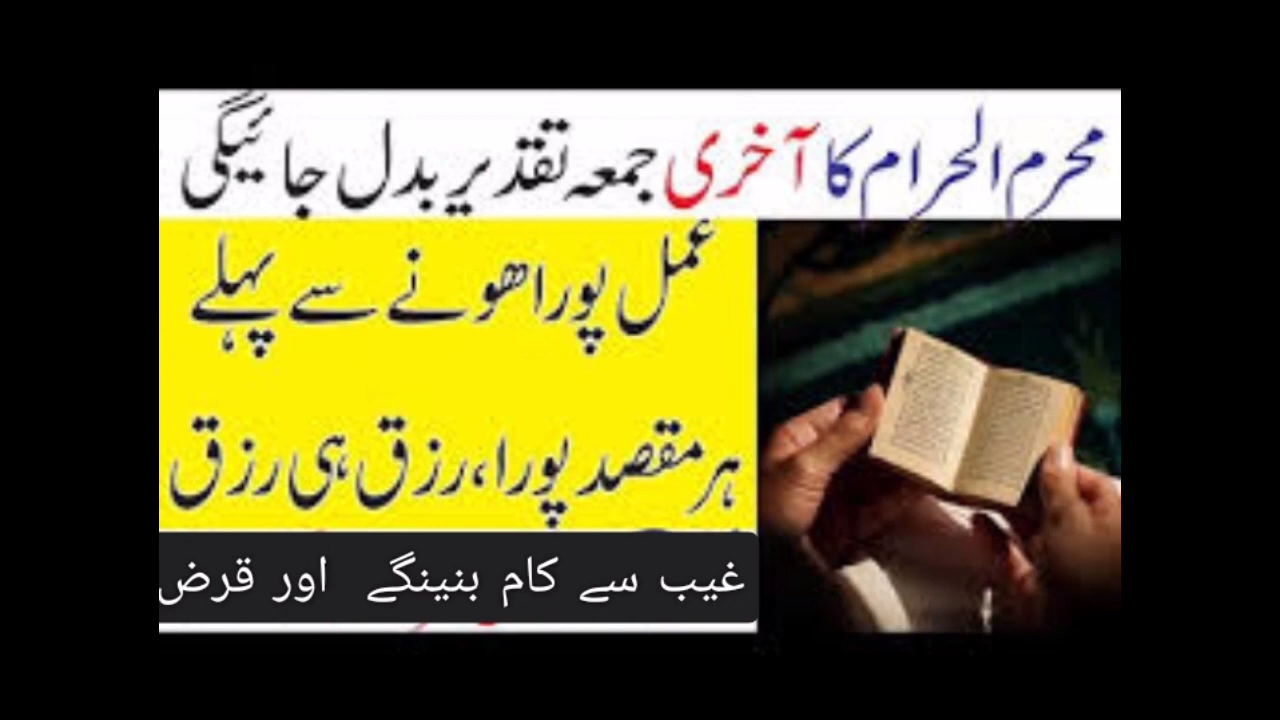 محرم الحرام کا آخری جمعہ تقدیر بدل جائیگی
عمل پورا ھونے سے پہلے
ہر مقصد پورا، رزق ہی رزق
غیب سے کام بنینگے اور قرض